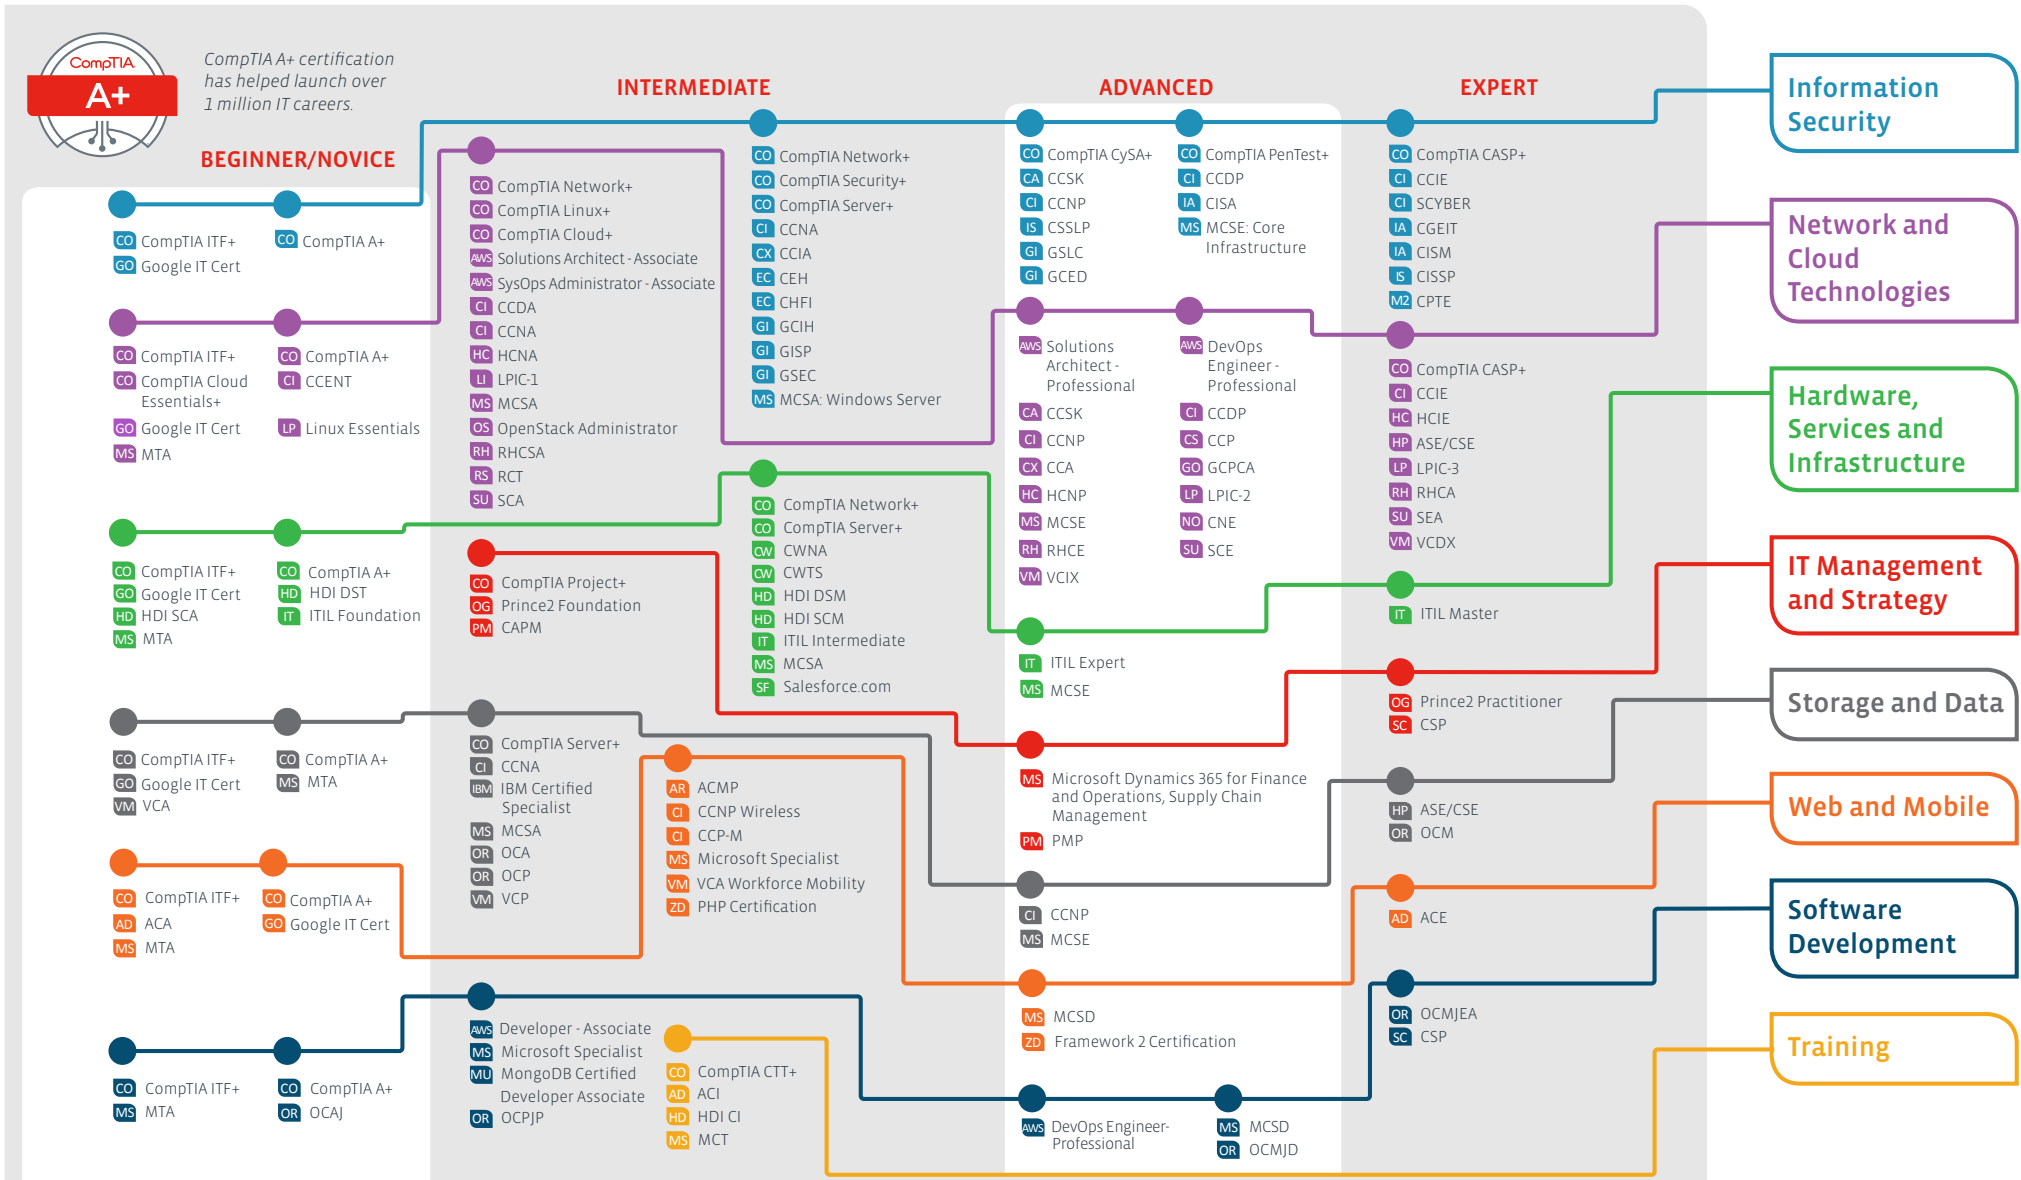 CompTIA
A+
CompTIA A+ certification
has helped launch over
1 million IT careers.
BEGINNER/NOVICE
INTERMEDIATE
ADVANCED
EXPERT
CO CompTIA ITF+
GO Google IT Cert
CO CompTIA A+
CO CompTIA Network+
CO CompTIA Security+
CO CompTIA Server+
CI CCNA
CX CCIA
EC CEH
EC CHFI
GI GCIH
GI GISP
GI GSEC
MS MCSA: Windows Server
CO CompTIA CySA+
CA CCSK
CI CCNP
IS CSSLP
GI GSLC
GI GCED
CO CompTIA PenTest+
CI CCDP
IA CISA
MS MCSE: Core
Infrastructure
CO CompTIA CASP+
CI CCIE
CI SCYBER
IA CGEIT
IA CISM
IS CISSP
M2 CPTE
Information
Security
CO CompTIA ITF+
CO CompTIA Cloud
Essentials+
GO Google IT Cert
MS MTA
CO CompTIA A+
CI CCENT
LP Linux Essentials
CO CompTIA Network+
CO CompTIA Linux+
CO CompTIA Cloud+
AWS Solutions Architect - Associate
AWS SysOps Administrator - Associate
CI CCDA
CI CCNA
HC HCNA
LI LPIC-1
MS MCSA
OS OpenStack Administrator
RH RHCSA
RS RCT
SU SCA
AWS Solutions
Architect -
Professional
CA CCSK
CI CCNP
CX CCA
HC HCNP
MS MCSE
RH RHCE
VM VCIX
AWS DevOps
Engineer -
Professional
CI CCDP
CS CCP
GO GCPCA
LP LPIC-2
NO CNE
SU SCE
CO CompTIA CASP+
CI CCIE
HC HCIE
HP ASE/CSE
LP LPIC-3
RH RHCA
SU SEA
VM VCDX
Network and
Cloud
Technologies
CO CompTIA ITF+
GO Google IT Cert
HD HDI SCA
MS MTA
CO CompTIA A+
HD HDI DST
IT ITIL Foundation
CO CompTIA Network+
CO CompTIA Server+
CW CWNA
CW CWTS
HD HDI DSM
HD HDI SCM
IT ITIL Intermediate
MS MCSA
SF Salesforce.com
IT ITIL Expert
MS MCSE
IT ITIL Master
Hardware,
Services and
Infrastructure
CO CompTIA Project+
OG Prince2 Foundation
PM CAPM
MS Microsoft Dynamics 365 for Finance
and Operations, Supply Chain
Management
PM PMP
OG Prince2 Practitioner
SC CSP
IT Management
and Strategy
CO CompTIA ITF+
GO Google IT Cert
VM VCA
CO CompTIA A+
MS MTA
CO CompTIA Server+
CI CCNA
IBM IBM Certified
Specialist
MS MCSA
OR OCA
OR OCP
VM VCP
CI CCNP
MS MCSE
HP ASE/CSE
OR OCM
Storage and Data
CO CompTIA ITF+
AD ACA
MS MTA
CO CompTIA A+
GO Google IT Cert
AR ACMP
CI CCNP Wireless
CI CCP-M
MS Microsoft Specialist
VM VCA Workforce Mobility
ZD PHP Certification
MS MCSD
ZD Framework 2 Certification
AD ACE
Web and Mobile
CO CompTIA ITF+
MS MTA
CO CompTIA A+
OR OCAJ
AWS Developer - Associate
MS Microsoft Specialist
MU MongoDB Certified
Developer Associate
OR OCPJP
AWS DevOps Engineer-
Professional
MS MCSD
OR OCMJD
OR OCMJEA
SC CSP
Software
Development
CO CompTIA CTT+
AD ACI
HD HDI CI
MS MCT
Training